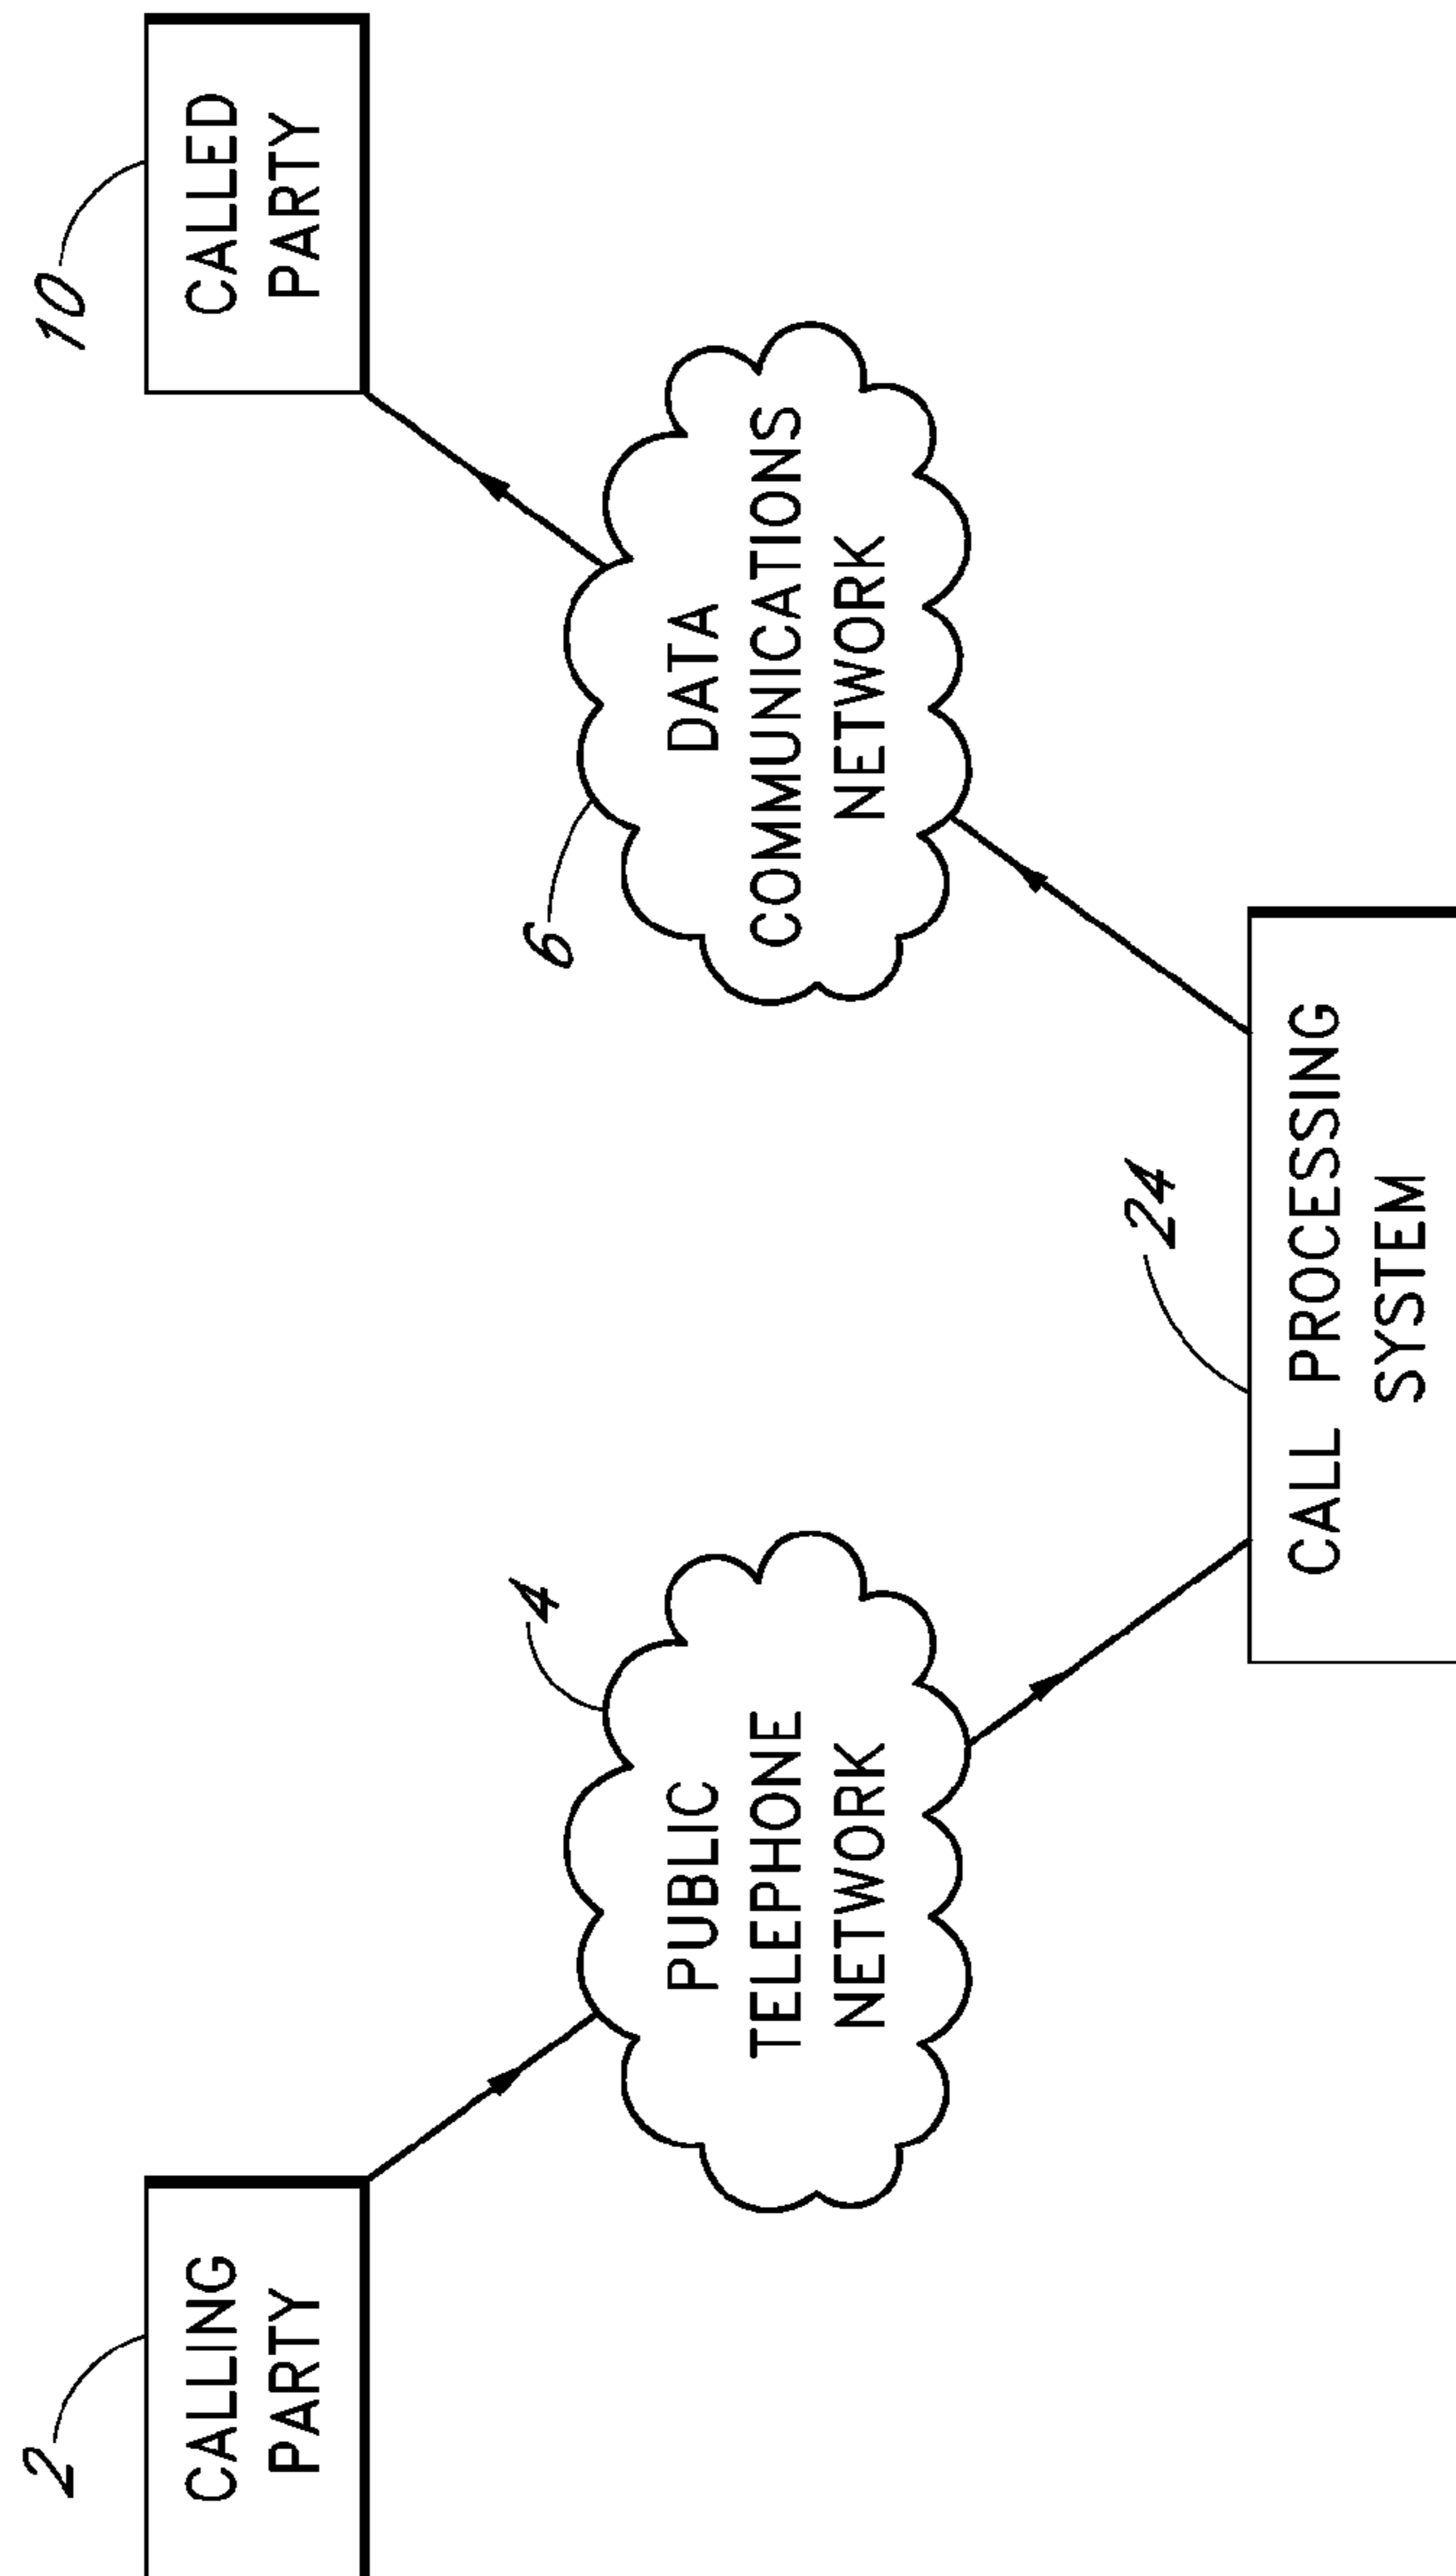 2
CALLING
PARTY
10
CALLED
PARTY
4
PUBLIC
TELEPHONE
NETWORK
6
DATA
COMMUNICATIONS
NETWORK
24
CALL PROCESSING
SYSTEM